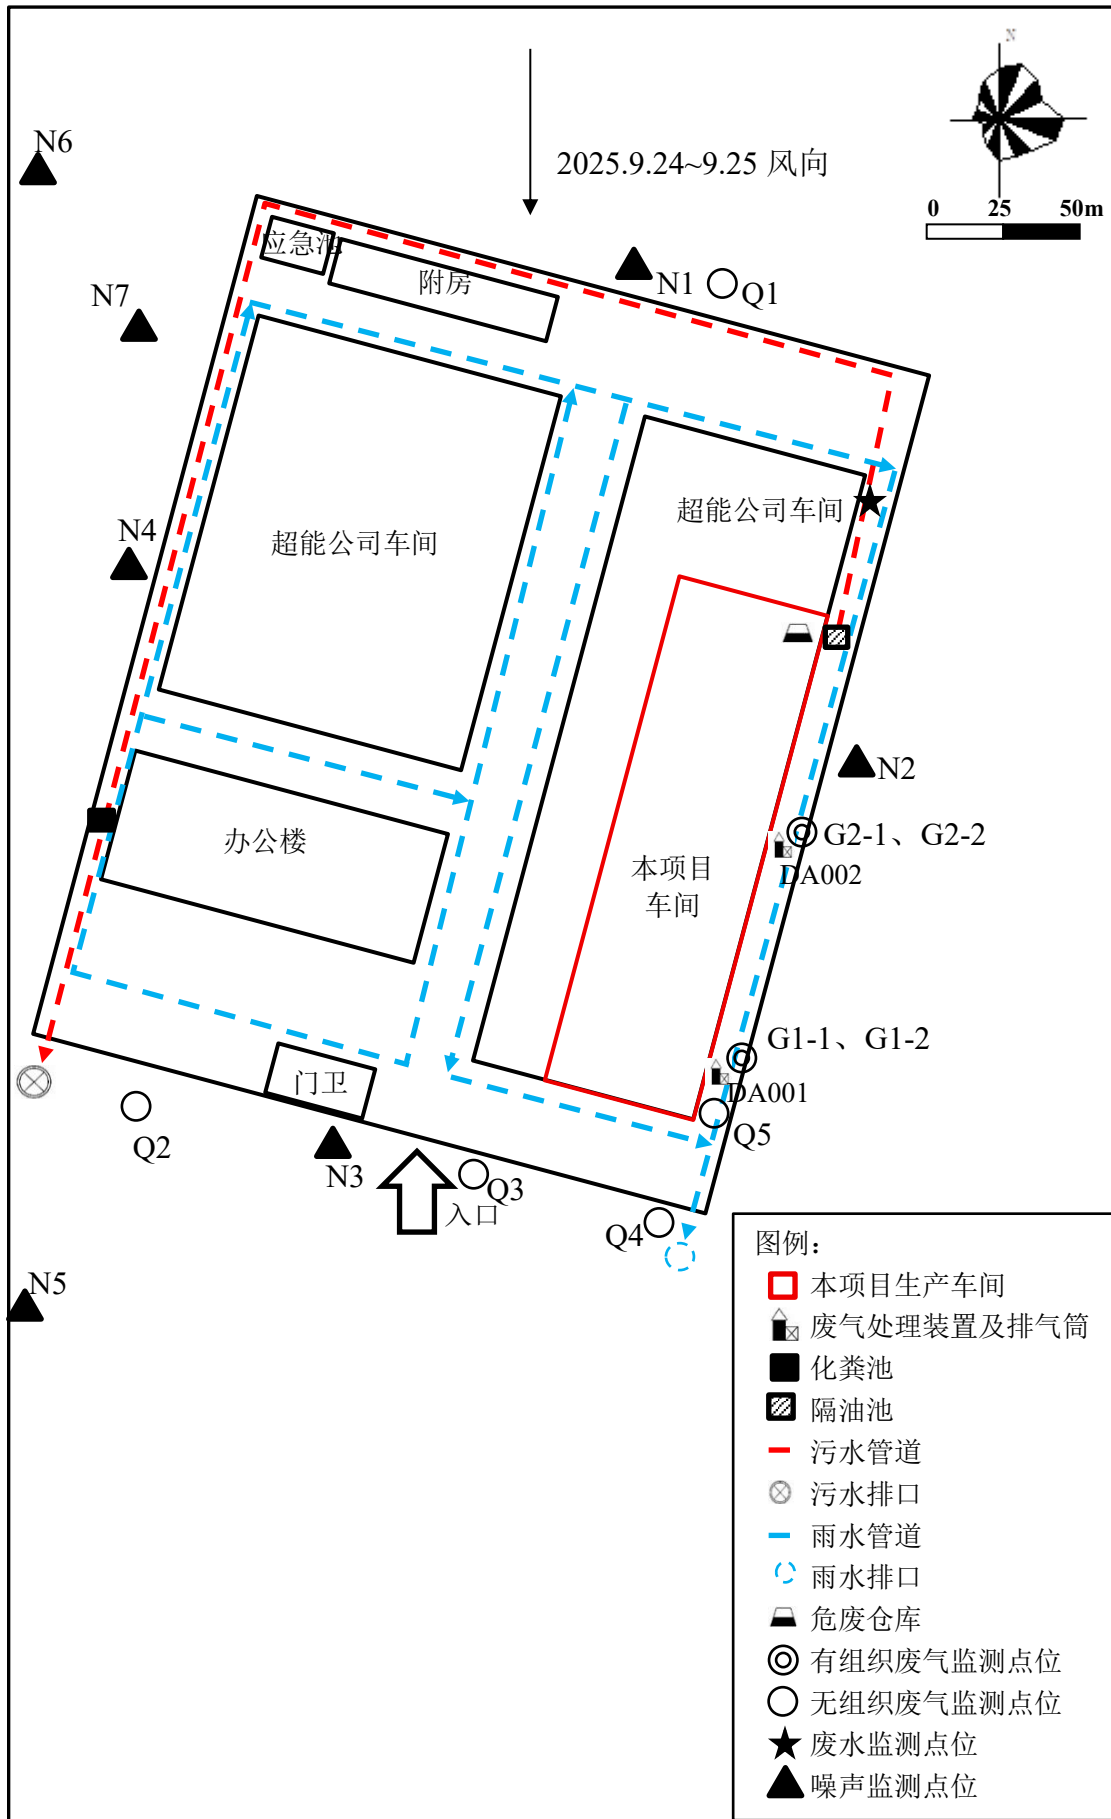 N
N6
2025.9.24~9.25 风向
0 25 50m
应急池
附房
N1
Q1
N7
超能公司车间
超能公司车间
N4
N2
办公楼
G2-1、G2-2
DA002
本项目
车间
G1-1、G1-2
DA001
门卫
Q5
Q2
N3
Q3
入口
Q4
N5
图例：
本项目生产车间
废气处理装置及排气筒
化粪池
隔油池
污水管道
污水排口
雨水管道
雨水排口
危废仓库
有组织废气监测点位
无组织废气监测点位
废水监测点位
噪声监测点位